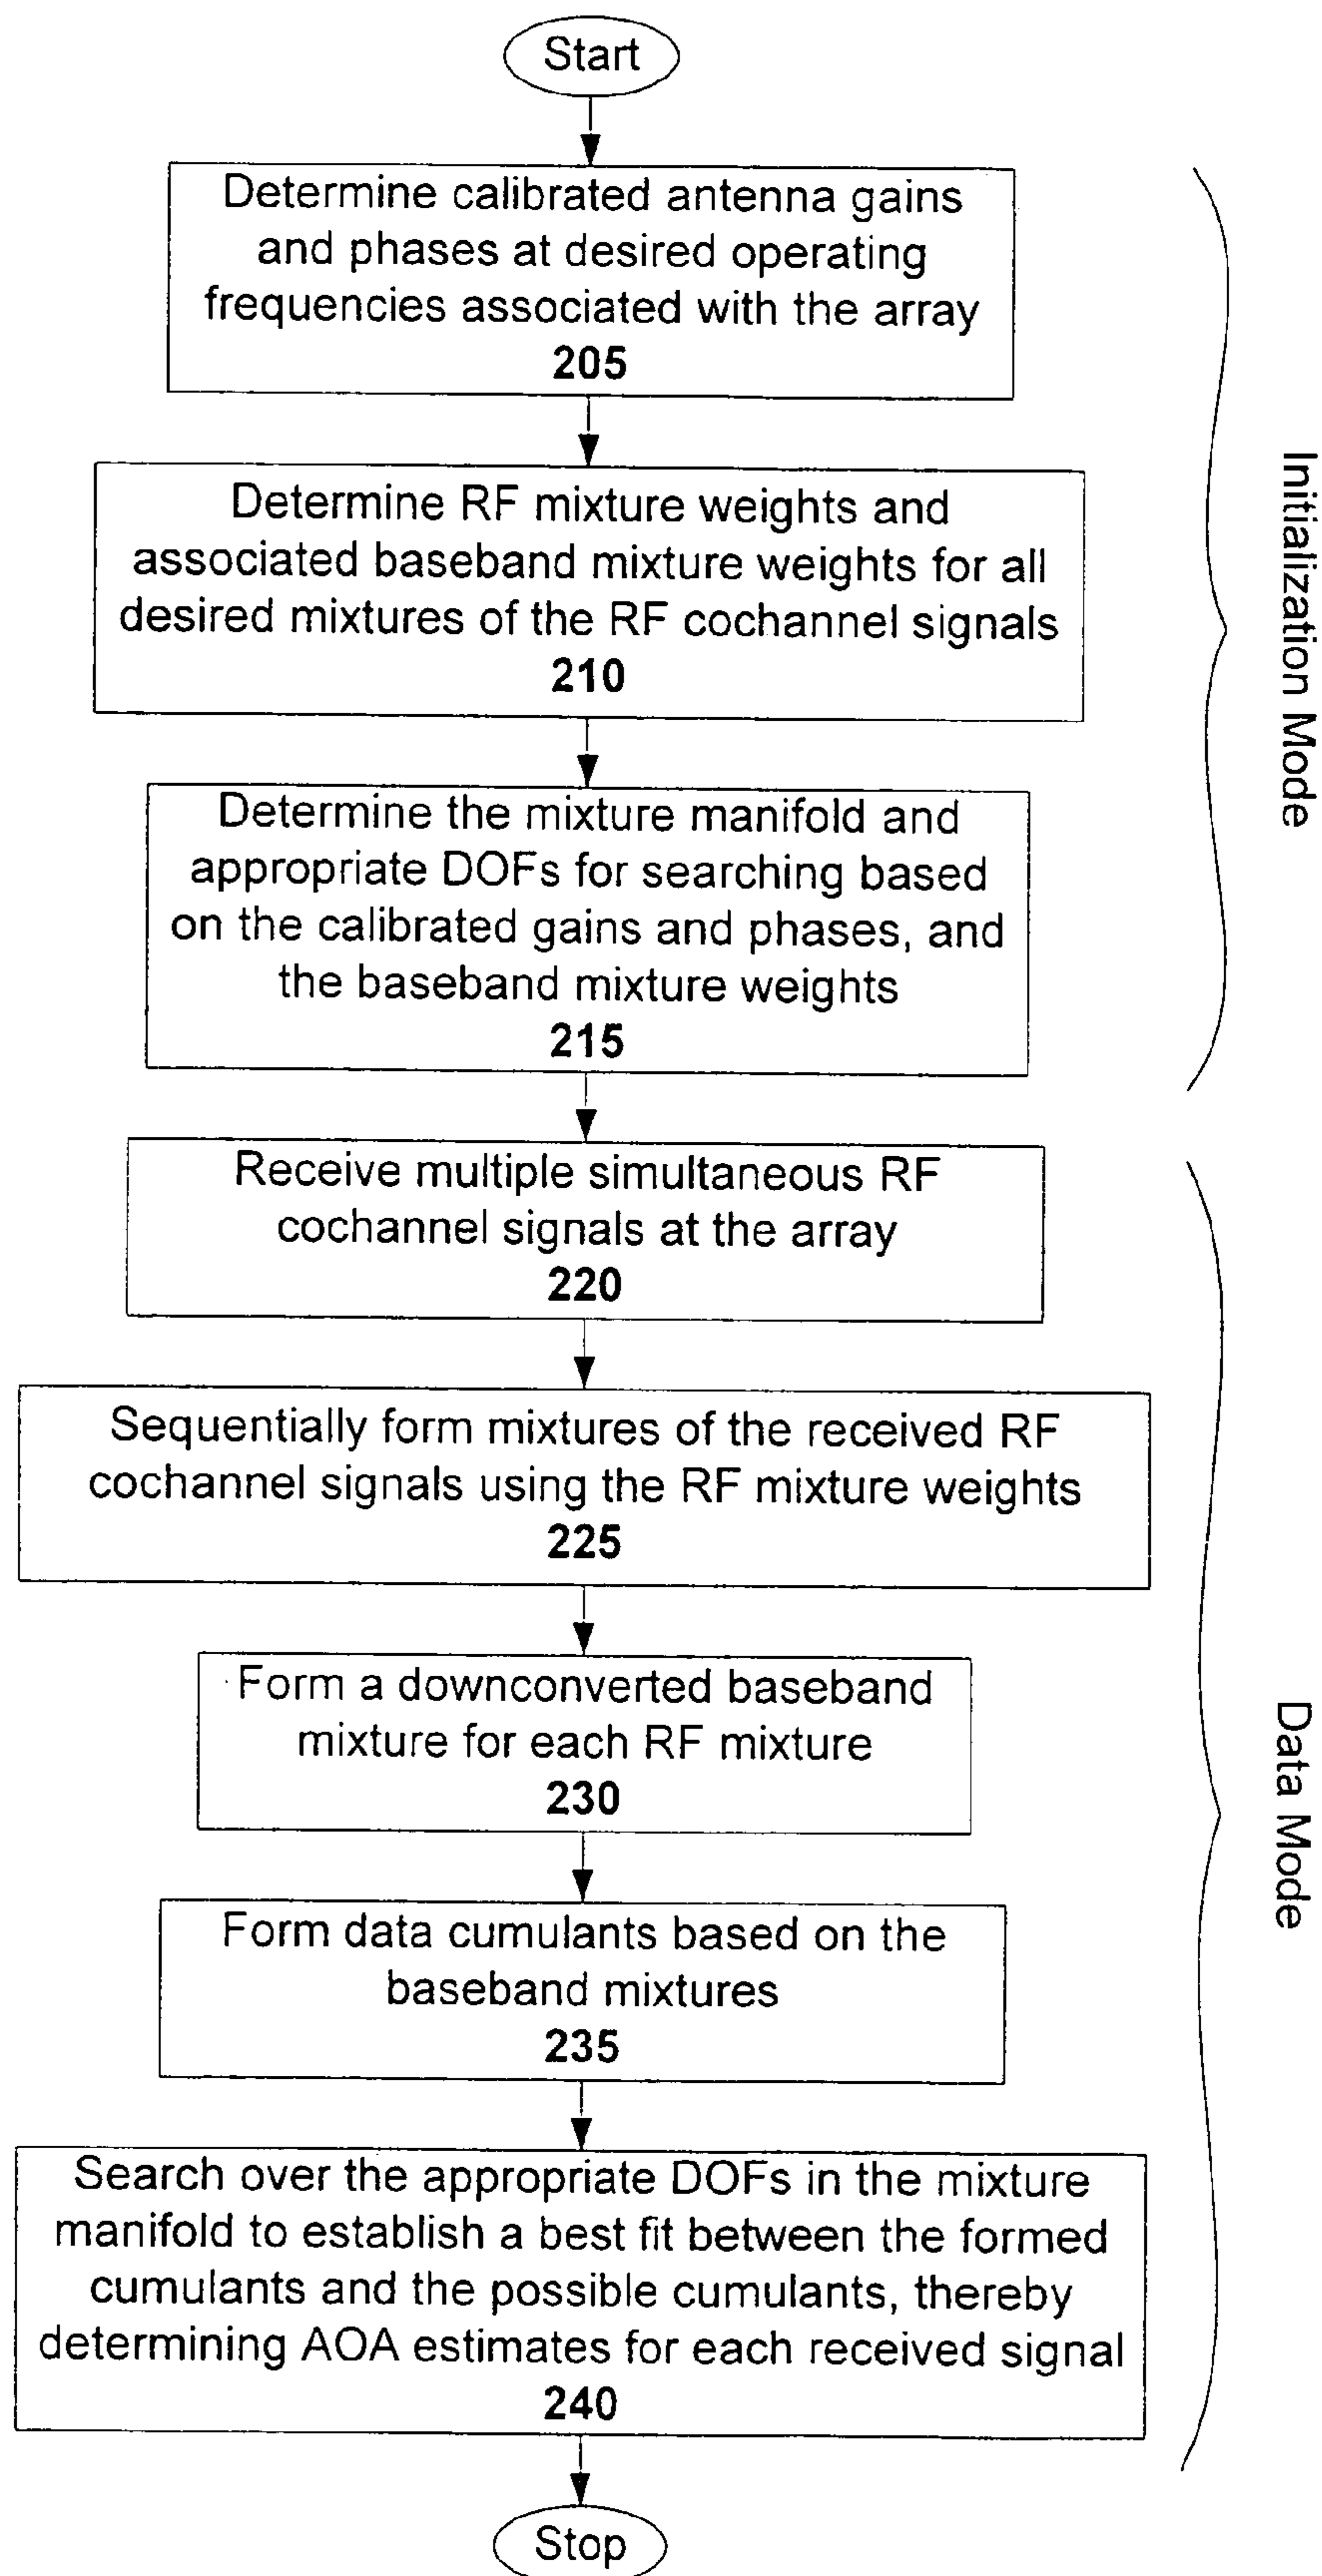 Start
Determine calibrated antenna gains
and phases at desired operating
frequencies associated with the array
205
Determine RF mixture weights and
associated baseband mixture weights for all
desired mixtures of the RF cochannel signals
210
Determine the mixture manifold and
appropriate DOFs for searching based
on the calibrated gains and phases, and
the baseband mixture weights
215
Initialization Mode
Receive multiple simultaneous RF
cochannel signals at the array
220
Sequentially form mixtures of the received RF
cochannel signals using the RF mixture weights
225
Form a downconverted baseband
mixture for each RF mixture
230
Form data cumulants based on the
baseband mixtures
235
Search over the appropriate DOFs in the mixture
manifold to establish a best fit between the formed
cumulants and the possible cumulants, thereby
determining AOA estimates for each received signal
240
Data Mode
Stop